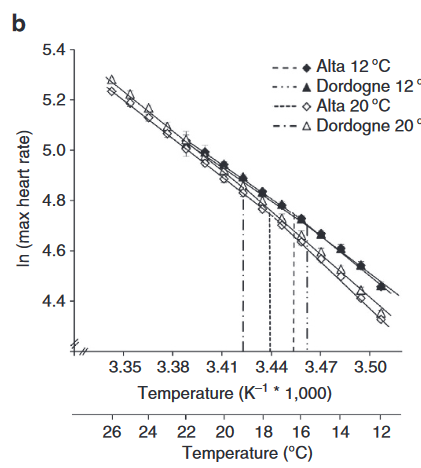 b
5.4
5.2
5.0
4.8
4.6
4.4
ln (max heart rate)
Alta 12 °C
Dordogne 12 °
Alta 20 °C
Dordogne 20 °
3.35 3.38 3.41 3.44 3.47 3.50
Temperature (K⁻¹ * 1,000)
26 24 22 20 18 16 14 12
Temperature (°C)